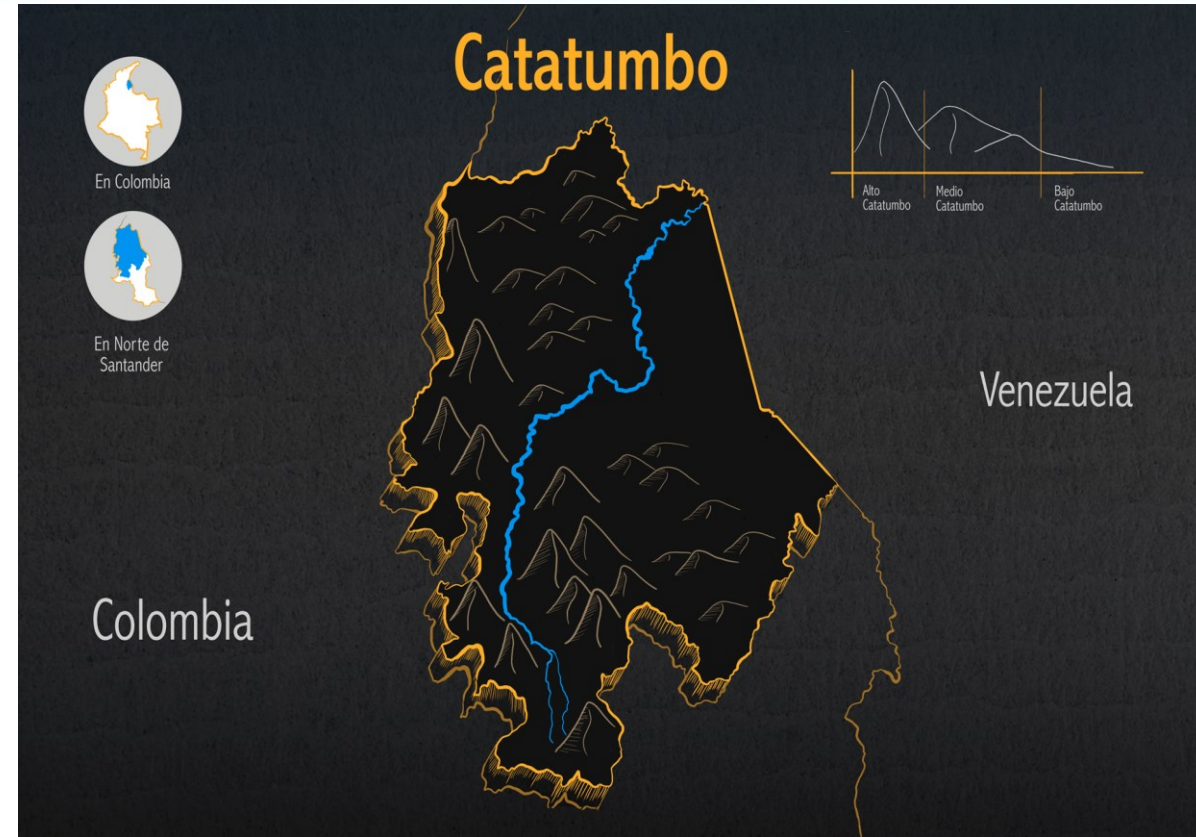 Catatumbo
En Colombia
En Norte de
Santander
Alto
Catatumbo
Medio
Catatumbo
Bajo
Catatumbo
Venezuela
Colombia